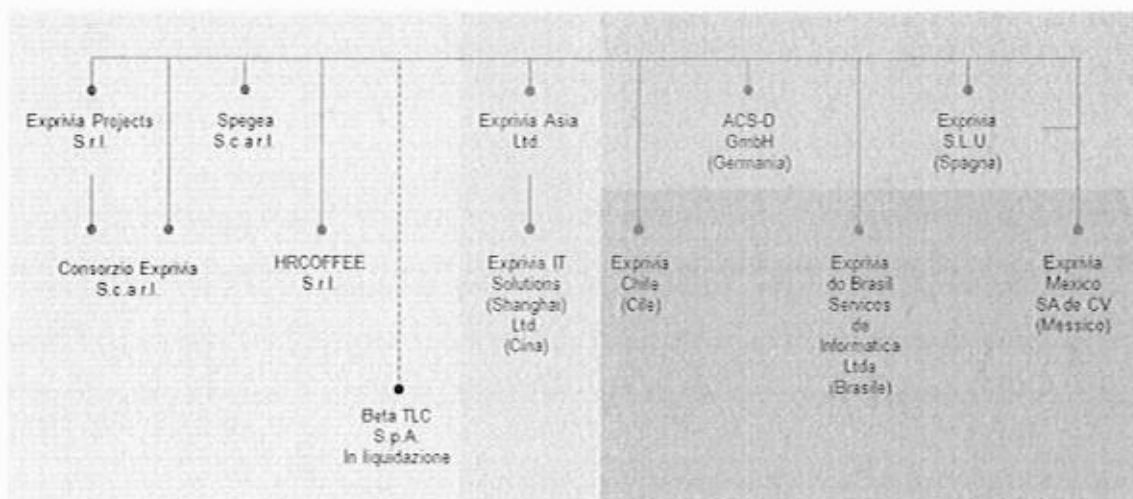 Exprivia Projects
S.r.l.
Spegea
S.c.a r.l.
Exprivia Asia
Ltd.
ACS-D
GmbH
(Germania)
Exprivia
S.L.U.
(Spagna)
Consorzio Exprivia
S.c.a r.l.
HRCOFFEE
S.r.l.
Exprivia IT
Solutions
(Shanghai)
Ltd.
(Cina)
Exprivia
Chile
(Cile)
Exprivia
do Brasil
Servicos
de
Informatica
Ltda
(Brasile)
Exprivia
Mexico
SA de CV
(Messico)
Beta TLC
S.p.A.
In liquidazione